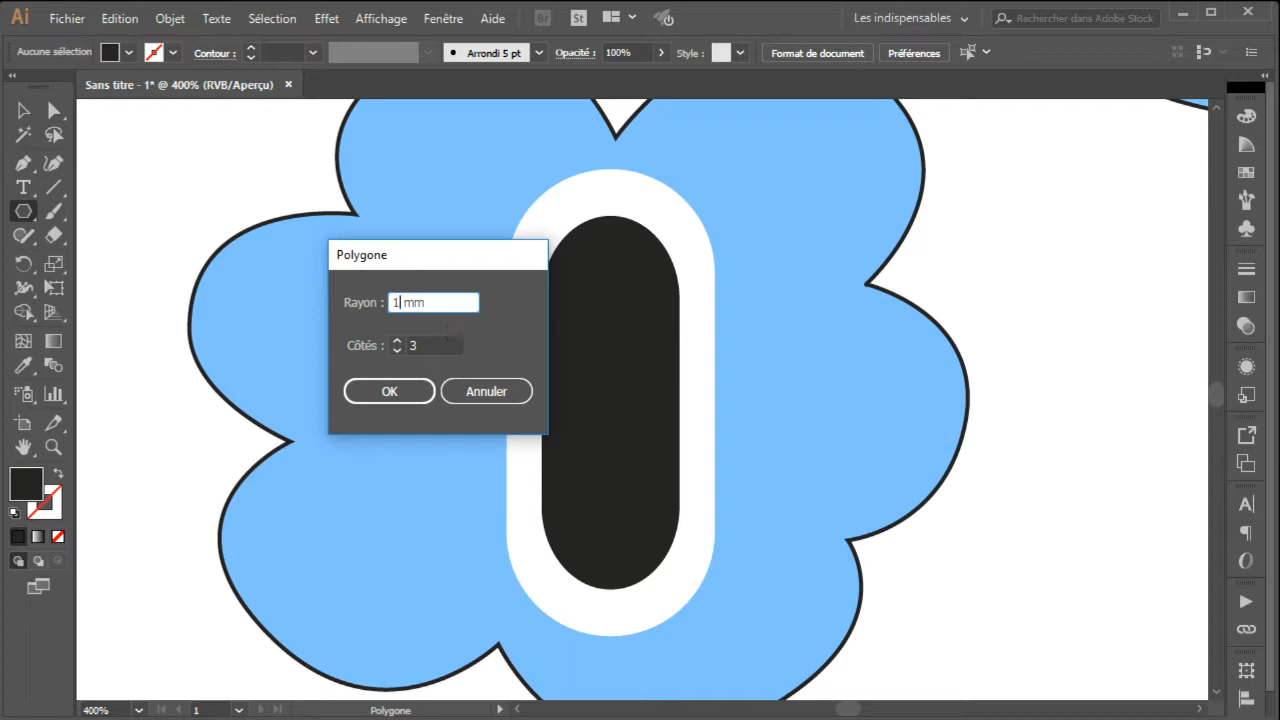 Ai Fichier Edition Objet Texte Sélection Effet Affichage Fenêtre Aide Br St Les indispensables Rechercher dans Adobe Stock
Aucune sélection Contour : Arrondi 5 pt Opacité : 100% Style : Format de document Préférences
Sans titre - 1* @ 400% (RVB/Aperçu)
Polygone
Rayon : 1 mm
Côtés : 3
OK Annuler
400% 1 Polygone